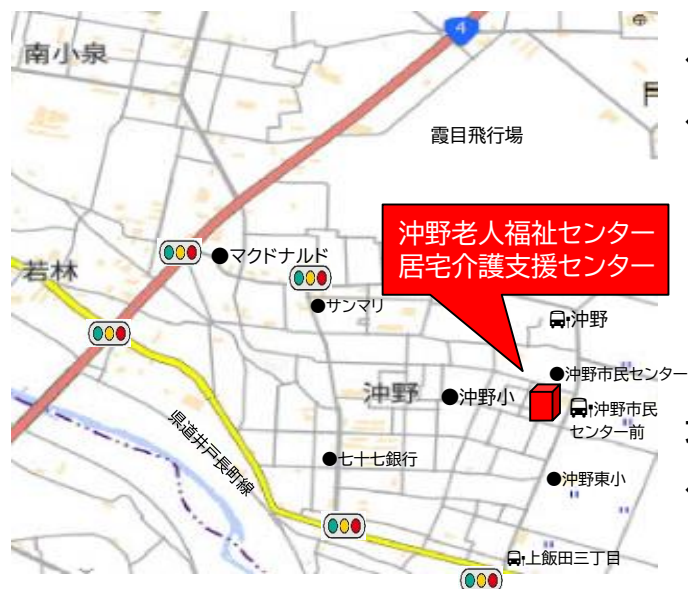 4
南小泉
霞目飛行場
沖野老人福祉センター
居宅介護支援センター
マクドナルド
若林
サンマリ
沖野
沖野市民センター
沖野
沖野小
沖野市民
センター前
県道井戸長町線
七十七銀行
沖野東小
上飯田三丁目